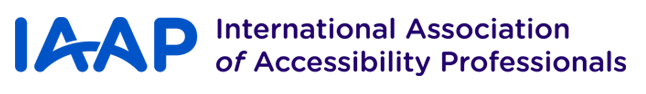 IAAP
International Association
of Accessibility Professionals